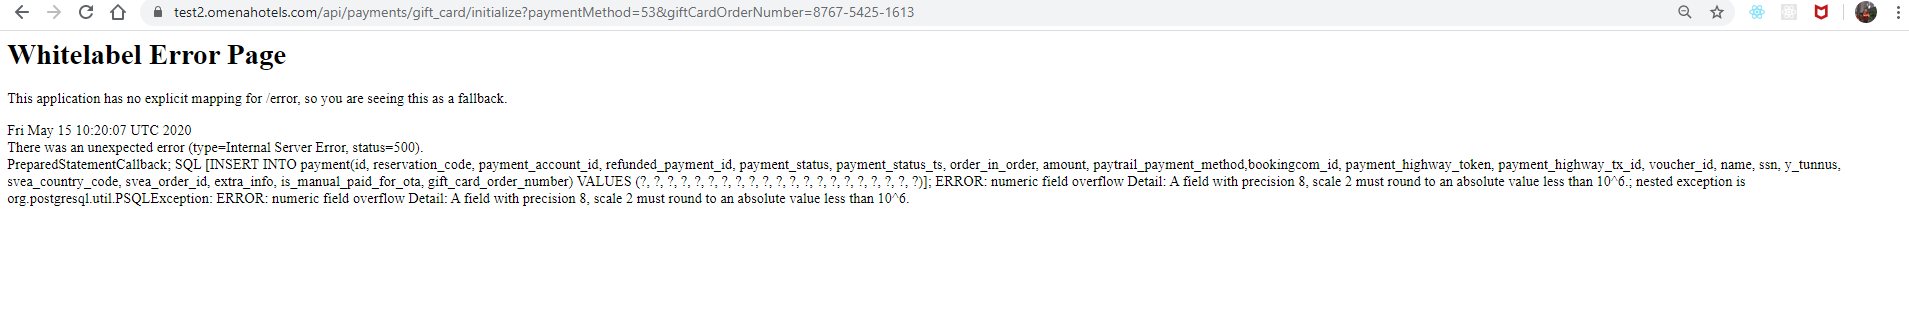 test2.omenahotels.com/api/payments/gift_card/initialize?paymentMethod=53&giftCardOrderNumber=8767-5425-1613
Whitelabel Error Page
This application has no explicit mapping for /error, so you are seeing this as a fallback.
Fri May 15 10:20:07 UTC 2020
There was an unexpected error (type=Internal Server Error, status=500).
PreparedStatementCallback; SQL [INSERT INTO payment(id, reservation_code, payment_account_id, refunded_payment_id, payment_status, payment_status_ts, order_in_order, amount, paytrail_payment_method,bookingcom_id, payment_highway_token, payment_highway_tx_id, voucher_id, name, ssn, y_tunnus,
svea_country_code, svea_order_id, extra_info, is_manual_paid_for_ota, gift_card_order_number) VALUES (?, ?, ?, ?, ?, ?, ?, ?, ?, ?, ?, ?, ?, ?, ?, ?, ?, ?, ?, ?, ?)]; ERROR: numeric field overflow Detail: A field with precision 8, scale 2 must round to an absolute value less than 10^6.; nested exception is
org.postgresql.util.PSQLException: ERROR: numeric field overflow Detail: A field with precision 8, scale 2 must round to an absolute value less than 10^6.